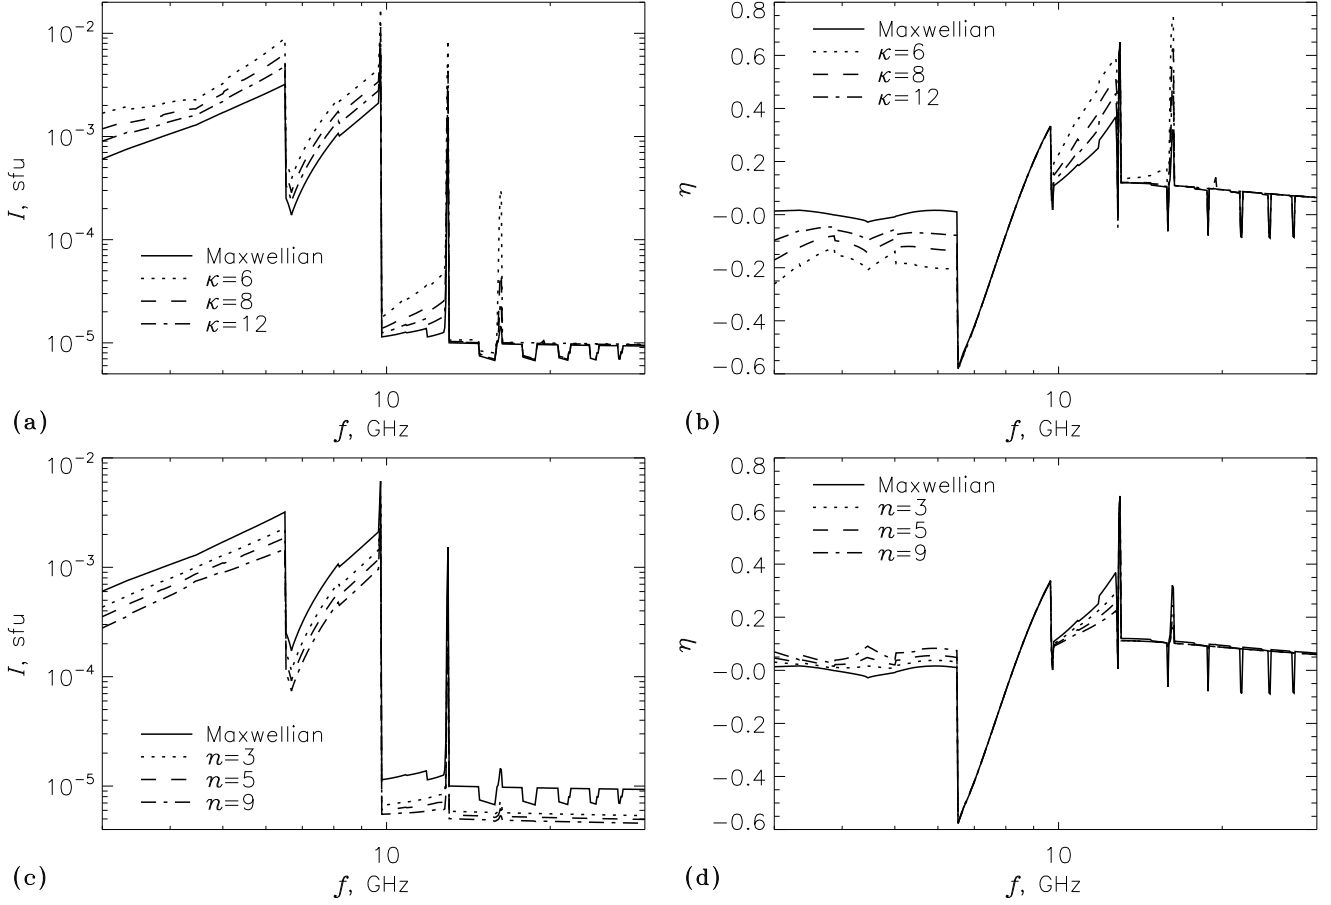 10⁻²
10⁻³
10⁻⁴
10⁻⁵
I, sfu
Maxwellian
κ=6
κ=8
κ=12
10
f, GHz
(a)
0.8
0.6
0.4
0.2
−0.0
−0.2
−0.4
−0.6
η
Maxwellian
κ=6
κ=8
κ=12
10
f, GHz
(b)
10⁻²
10⁻³
10⁻⁴
10⁻⁵
I, sfu
Maxwellian
n=3
n=5
n=9
10
f, GHz
(c)
0.8
0.6
0.4
0.2
−0.0
−0.2
−0.4
−0.6
η
Maxwellian
n=3
n=5
n=9
10
f, GHz
(d)